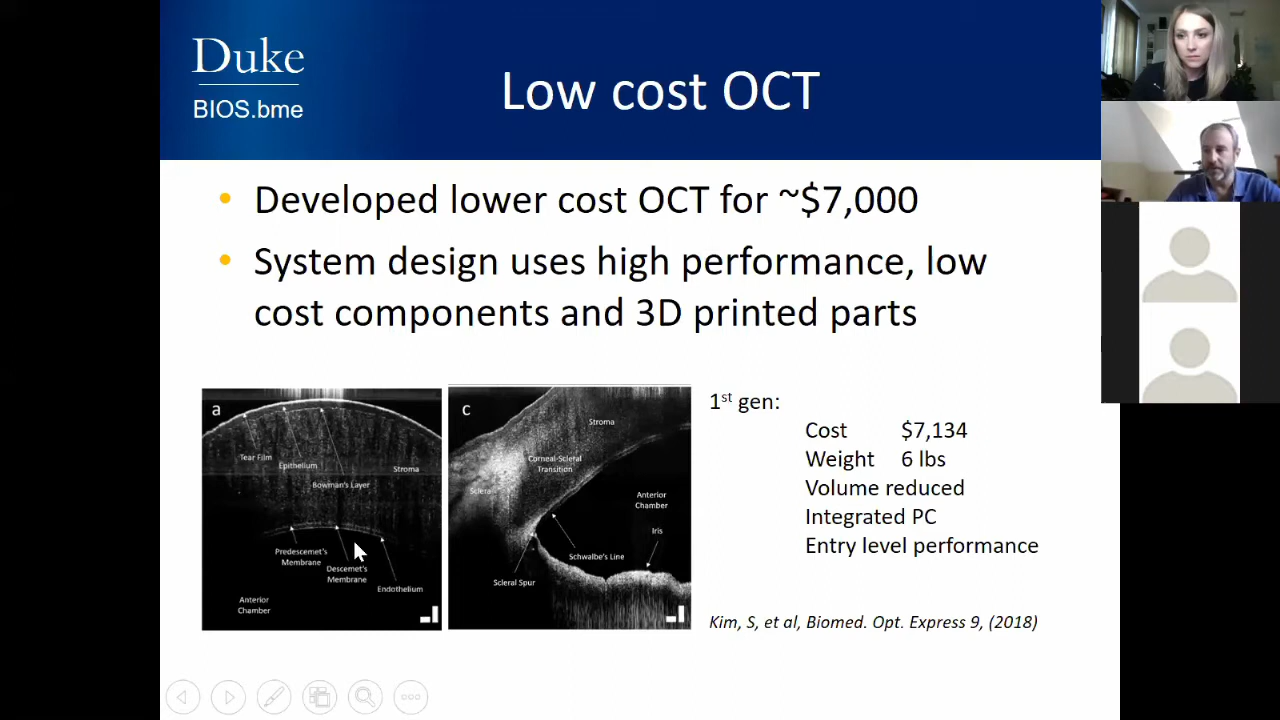 Duke
BIOS.bme
Low cost OCT
• Developed lower cost OCT for ~$7,000
• System design uses high performance, low
cost components and 3D printed parts
a
Tear Film
Epithelium
Stroma
Bowman's Layer
Predescemet's
Membrane
Descemet's
Membrane
Endothelium
Anterior
Chamber
c
Stroma
Corneal-Scleral
Transition
Sclera
Anterior
Chamber
Iris
Schwalbe's Line
Scleral Spur
1st gen:
Cost $7,134
Weight 6 lbs
Volume reduced
Integrated PC
Entry level performance
Kim, S, et al, Biomed. Opt. Express 9, (2018)